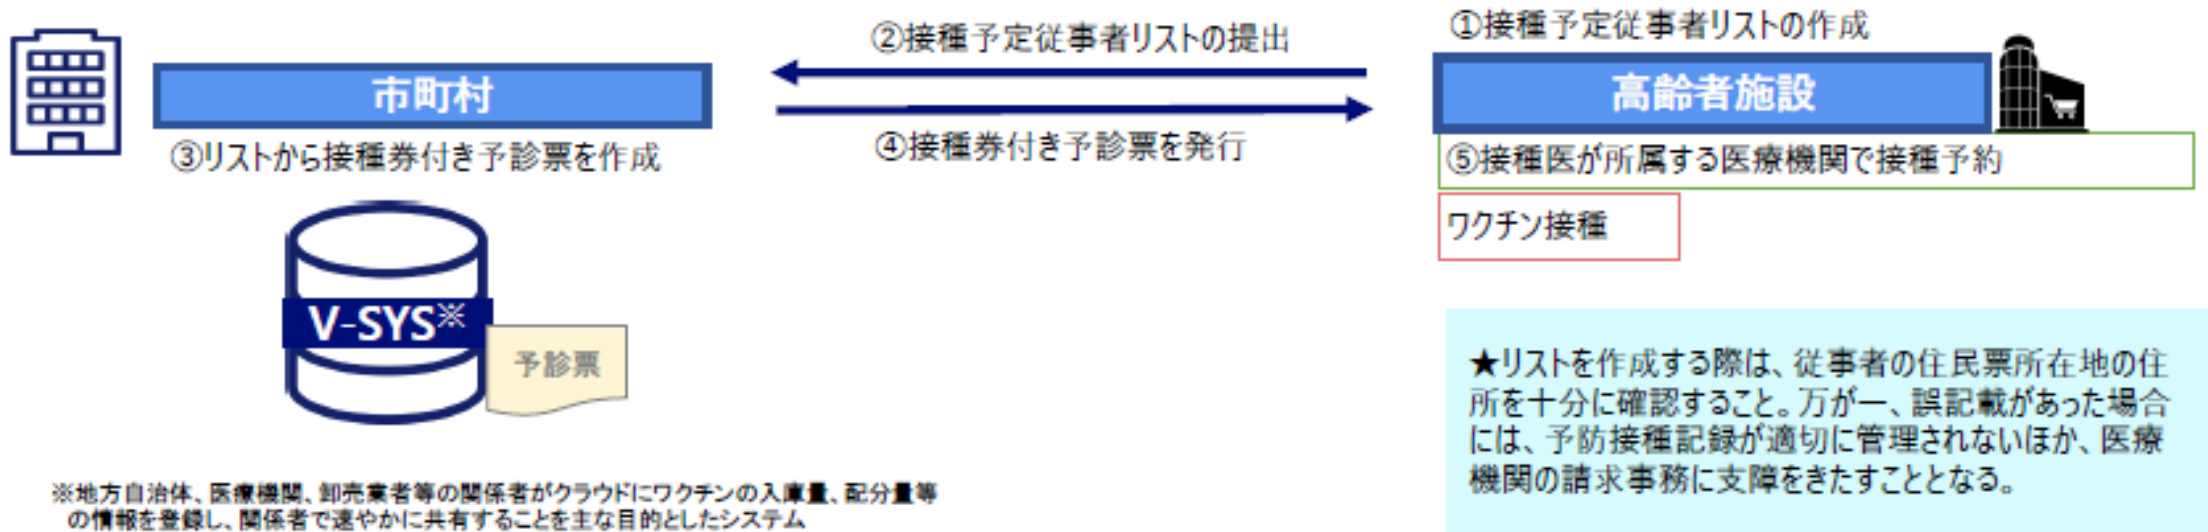 ②接種予定従事者リストの提出
①接種予定従事者リストの作成
市町村
高齢者施設
③リストから接種券付き予診票を作成
④接種券付き予診票を発行
⑤接種医が所属する医療機関で接種予約
ワクチン接種
V-SYS※
予診票
★リストを作成する際は、従事者の住民票所在地の住
所を十分に確認すること。万が一、誤記載があった場合
には、予防接種記録が適切に管理されないほか、医療
機関の請求事務に支障をきたすこととなる。
※地方自治体、医療機関、卸売業者等の関係者がクラウドにワクチンの入庫量、配分量等
の情報を登録し、関係者で速やかに共有することを主な目的としたシステム